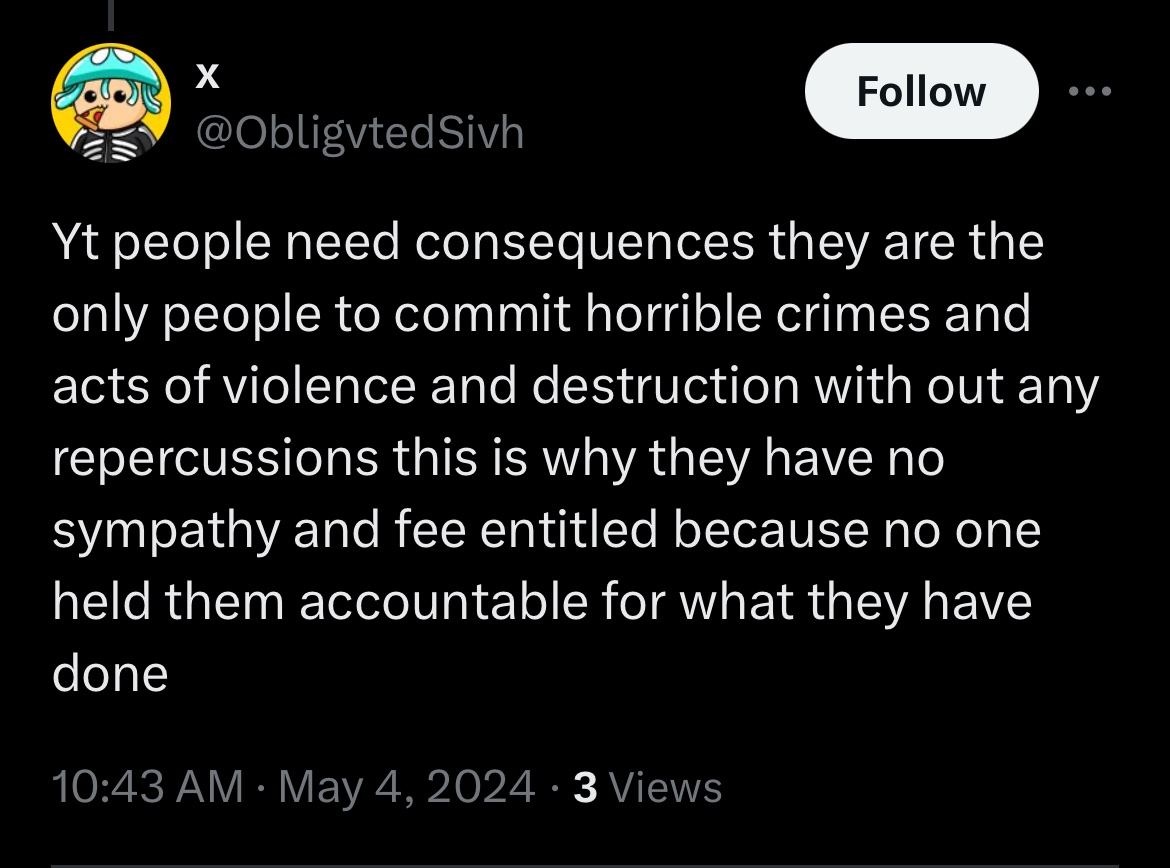 x
Follow
@ObligvtedSivh
Yt people need consequences they are the
only people to commit horrible crimes and
acts of violence and destruction with out any
repercussions this is why they have no
sympathy and fee entitled because no one
held them accountable for what they have
done
10:43 AM · May 4, 2024 · 3 Views